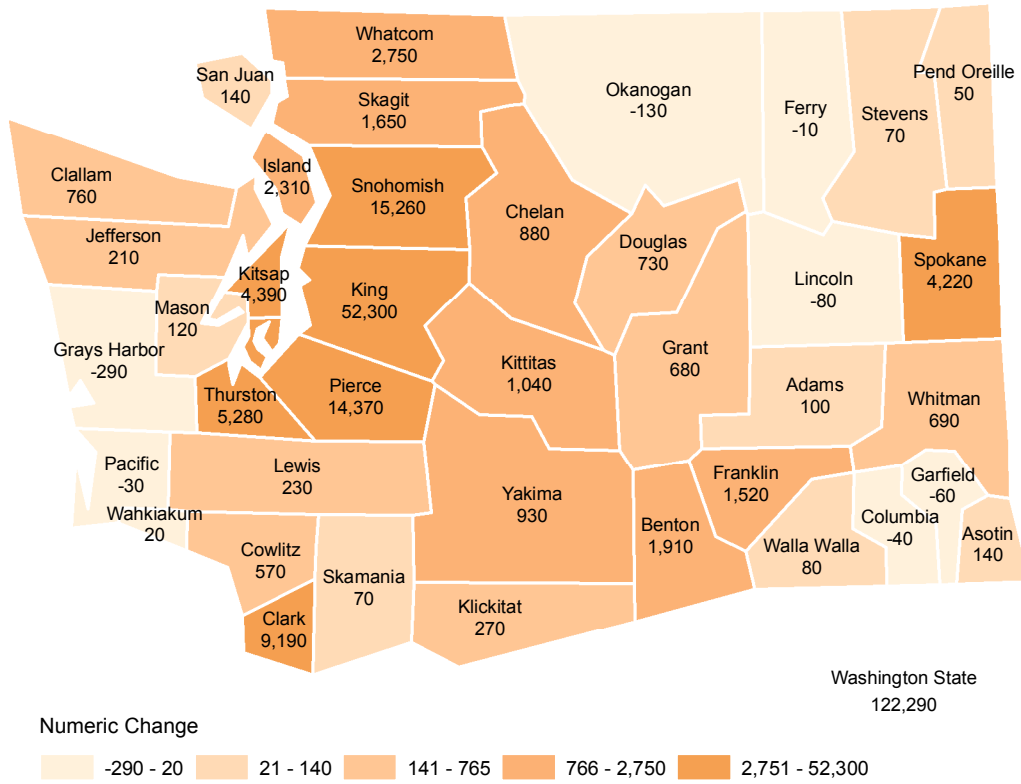 Whatcom
2,750
San Juan
140
Skagit
1,650
Okanogan
-130
Ferry
-10
Stevens
70
Pend Oreille
50
Clallam
760
Island
2,310
Snohomish
15,260
Chelan
880
Jefferson
210
Douglas
730
Kitsap
4,390
King
52,300
Lincoln
-80
Spokane
4,220
Mason
120
Grays Harbor
-290
Kittitas
1,040
Grant
680
Thurston
5,280
Pierce
14,370
Adams
100
Whitman
690
Pacific
-30
Lewis
230
Yakima
930
Franklin
1,520
Garfield
-60
Wahkiakum
20
Benton
1,910
Columbia
-40
Asotin
140
Cowlitz
570
Skamania
70
Walla Walla
80
Clark
9,190
Klickitat
270
Washington State
122,290
Numeric Change
-290 - 20
21 - 140
141 - 765
766 - 2,750
2,751 - 52,300